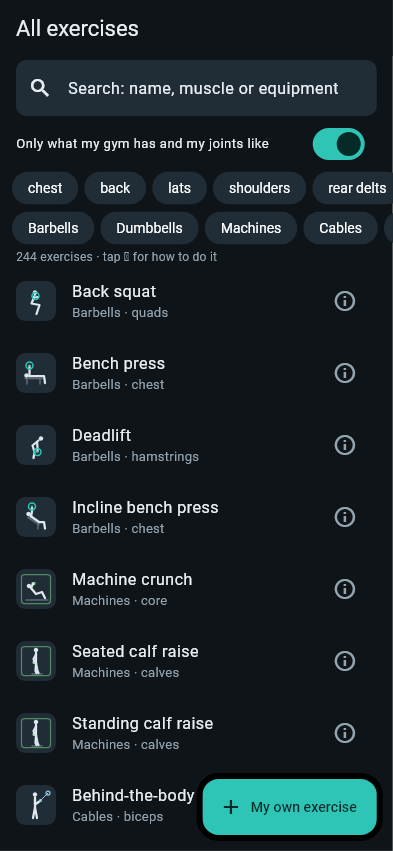 All exercises
Search: name, muscle or equipment
Only what my gym has and my joints like
chest back lats shoulders rear delts
Barbells Dumbbells Machines Cables
244 exercises · tap ▯ for how to do it
Back squat
Barbells · quads
Bench press
Barbells · chest
Deadlift
Barbells · hamstrings
Incline bench press
Barbells · chest
Machine crunch
Machines · core
Seated calf raise
Machines · calves
Standing calf raise
Machines · calves
Behind-the-body
Cables · biceps
My own exercise